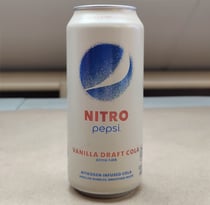 NITRO
pepsi
VANILLA DRAFT COLA
NITROGEN-INFUSED COLA